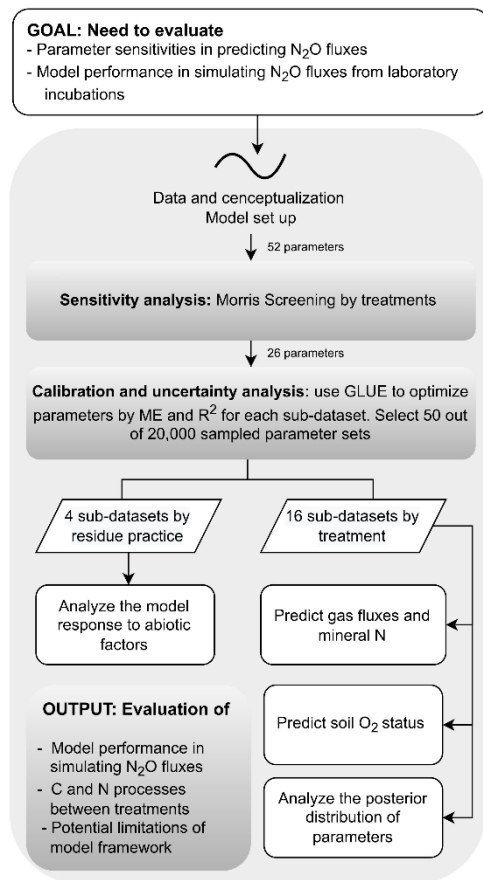 GOAL: Need to evaluate
- Parameter sensitivities in predicting N₂O fluxes
- Model performance in simulating N₂O fluxes from laboratory
incubations
Data and cenceptualization
Model set up
52 parameters
Sensitivity analysis: Morris Screening by treatments
26 parameters
Calibration and uncertainty analysis: use GLUE to optimize
parameters by ME and R² for each sub-dataset. Select 50 out
of 20,000 sampled parameter sets
4 sub-datasets by
residue practice
16 sub-datasets by
treatment
Analyze the model
response to abiotic
factors
Predict gas fluxes and
mineral N
Predict soil O₂ status
Analyze the posterior
distribution of
parameters
OUTPUT: Evaluation of
- Model performance in
simulating N₂O fluxes
- C and N processes
between treatments
- Potential limitations of
model framework